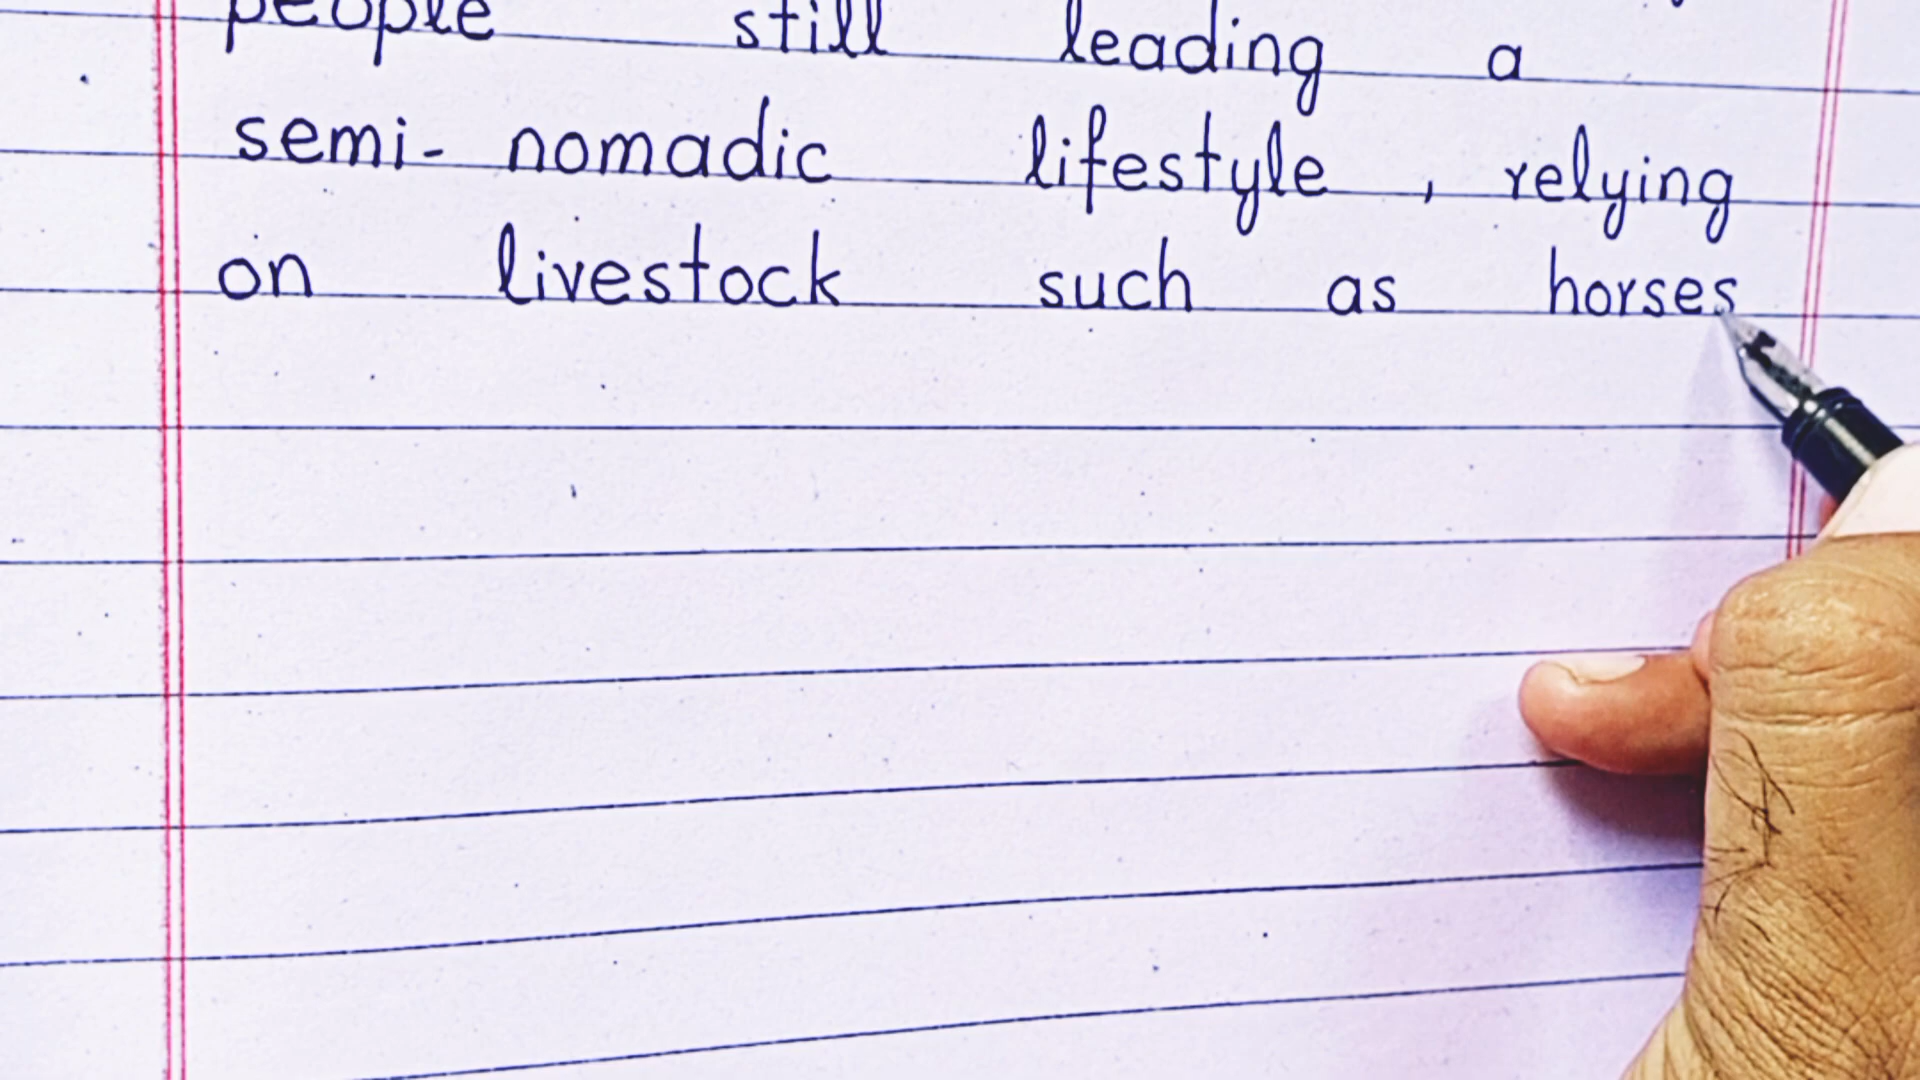 people still leading a
semi- nomadic lifestyle , relying
on livestock such as horses